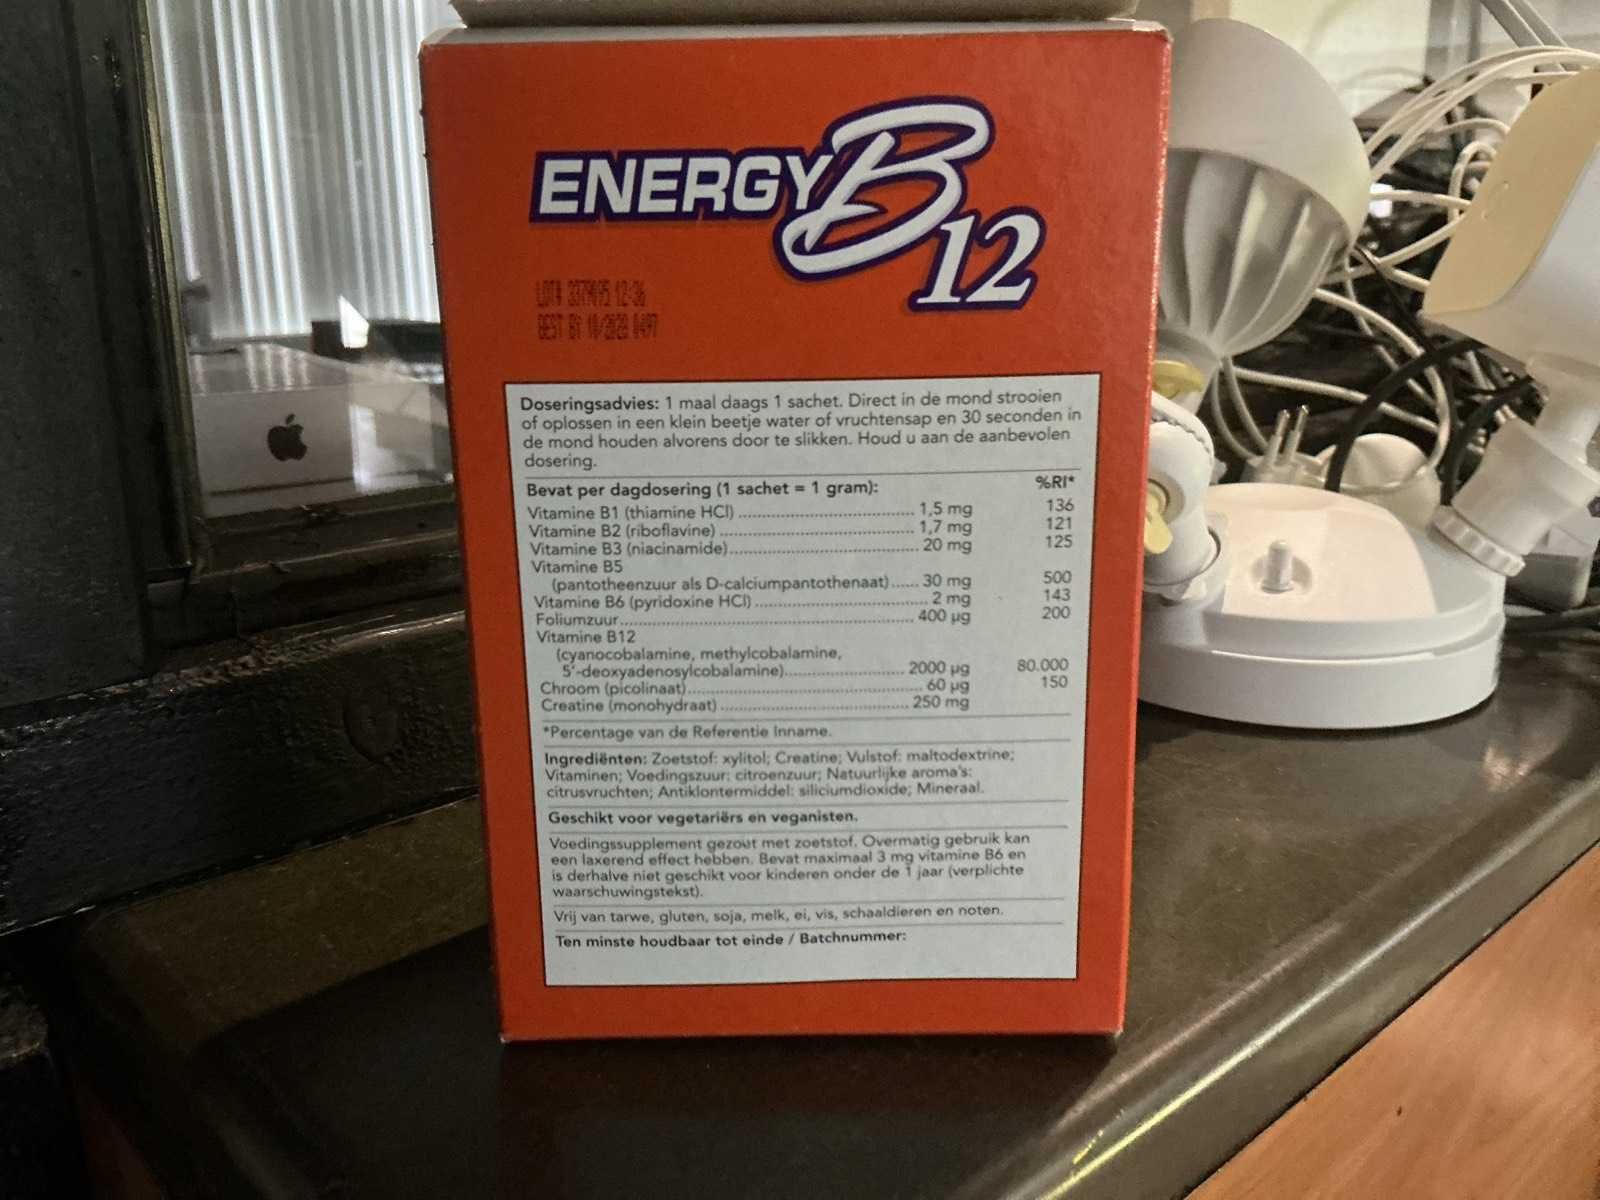 ENERGY B12
BEST BY 10/2028 0497
Doseringsadvies: 1 maal daags 1 sachet. Direct in de mond strooien
of oplossen in een klein beetje water of vruchtensap en 30 seconden in
de mond houden alvorens door te slikken. Houd u aan de aanbevolen
dosering.
Bevat per dagdosering (1 sachet = 1 gram): %RI*
Vitamine B1 (thiamine HCl) 1,5 mg 136
Vitamine B2 (riboflavine) 1,7 mg 121
Vitamine B3 (niacinamide) 20 mg 125
Vitamine B5
(pantotheenzuur als D-calciumpantothenaat) 30 mg 500
Vitamine B6 (pyridoxine HCl) 2 mg 143
Foliumzuur 400 µg 200
Vitamine B12
(cyanocobalamine, methylcobalamine,
5'-deoxyadenosylcobalamine) 2000 µg 80.000
Chroom (picolinaat) 60 µg 150
Creatine (monohydraat) 250 mg
*Percentage van de Referentie Inname.
Ingrediënten: Zoetstof: xylitol; Creatine; Vulstof: maltodextrine;
Vitaminen; Voedingszuur: citroenzuur; Natuurlijke aroma's:
citrusvruchten; Antiklontermiddel: siliciumdioxide; Mineraal.
Geschikt voor vegetariërs en veganisten.
Voedingssupplement gezout met zoetstof. Overmatig gebruik kan
een laxerend effect hebben. Bevat maximaal 3 mg vitamine B6 en
is derhalve niet geschikt voor kinderen onder de 1 jaar (verplichte
waarschuwingstekst).
Vrij van tarwe, gluten, soja, melk, ei, vis, schaaldieren en noten.
Ten minste houdbaar tot einde / Batchnummer: